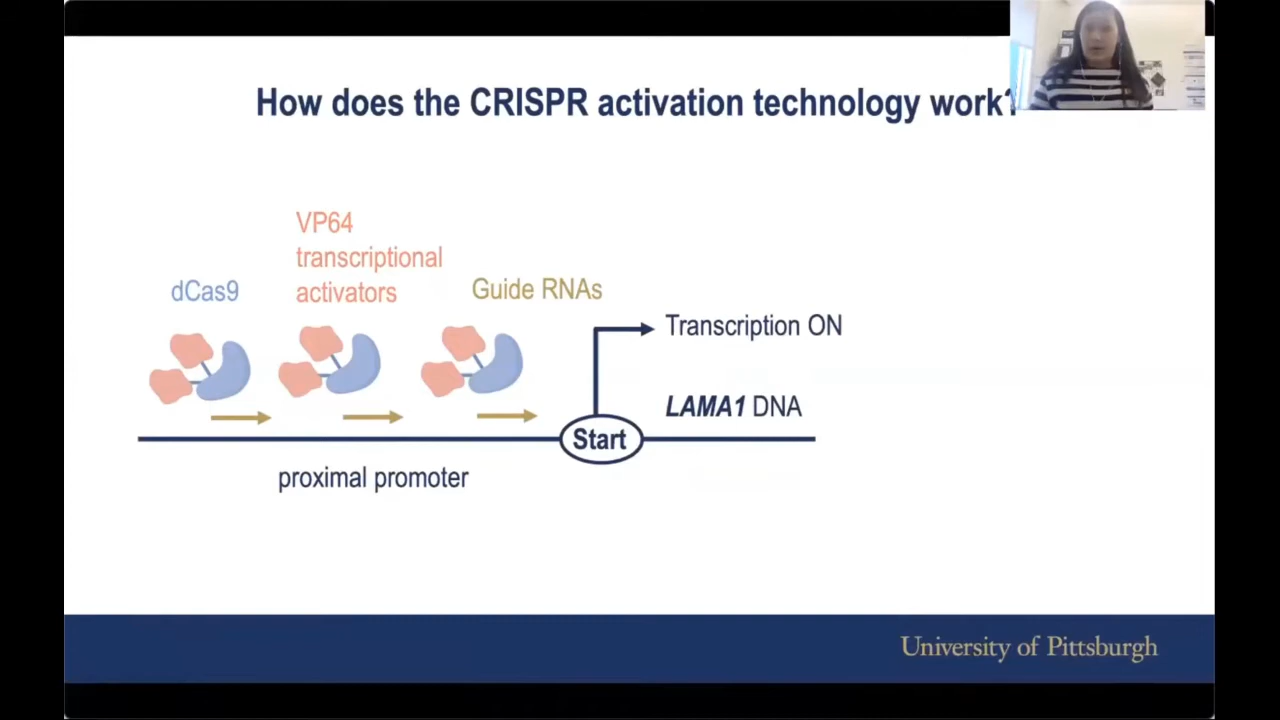 How does the CRISPR activation technology work?
VP64
transcriptional
activators
dCas9
Guide RNAs
Transcription ON
LAMA1 DNA
Start
proximal promoter
University of Pittsburgh